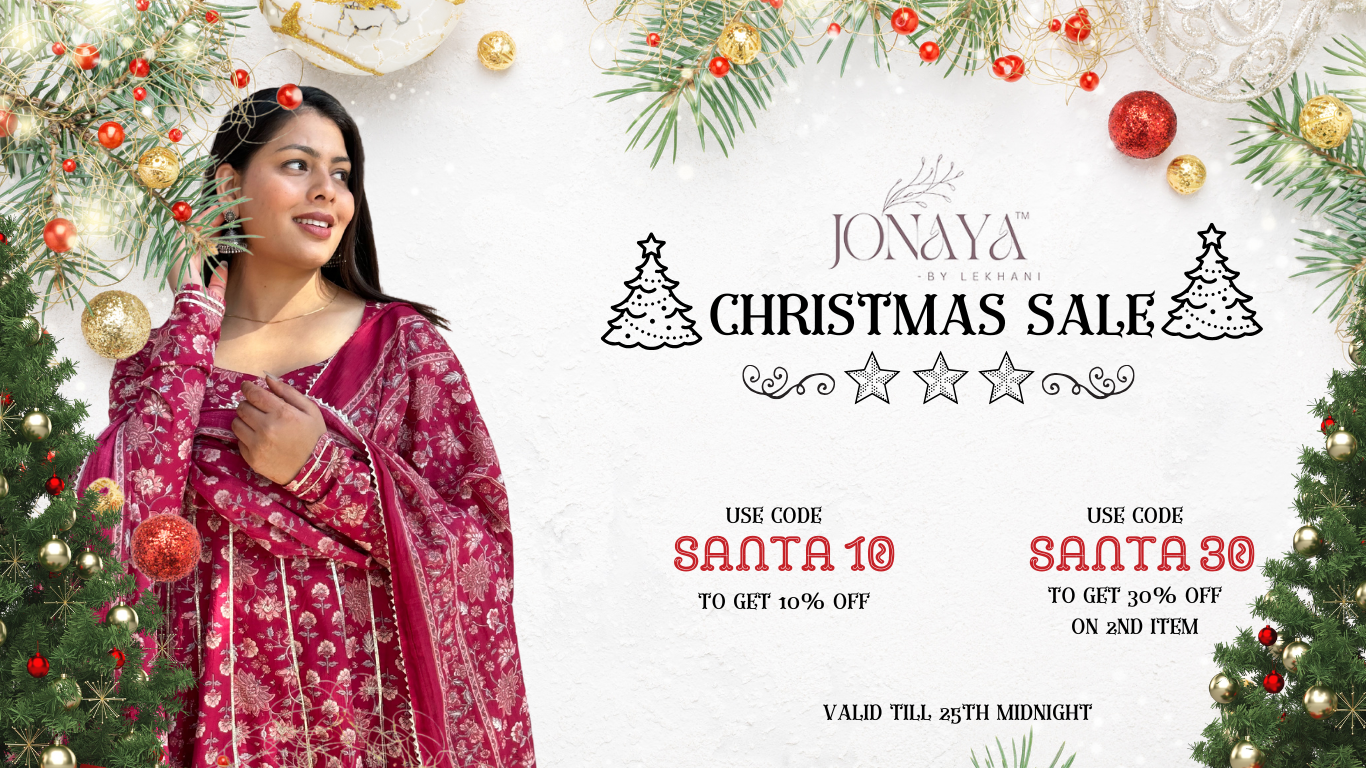 JONAYA™
-BY LEKHANI
CHRISTMAS SALE
USE CODE
SANTA 10
TO GET 10% OFF
USE CODE
SANTA 30
TO GET 30% OFF
ON 2ND ITEM
VALID TILL 25TH MIDNIGHT